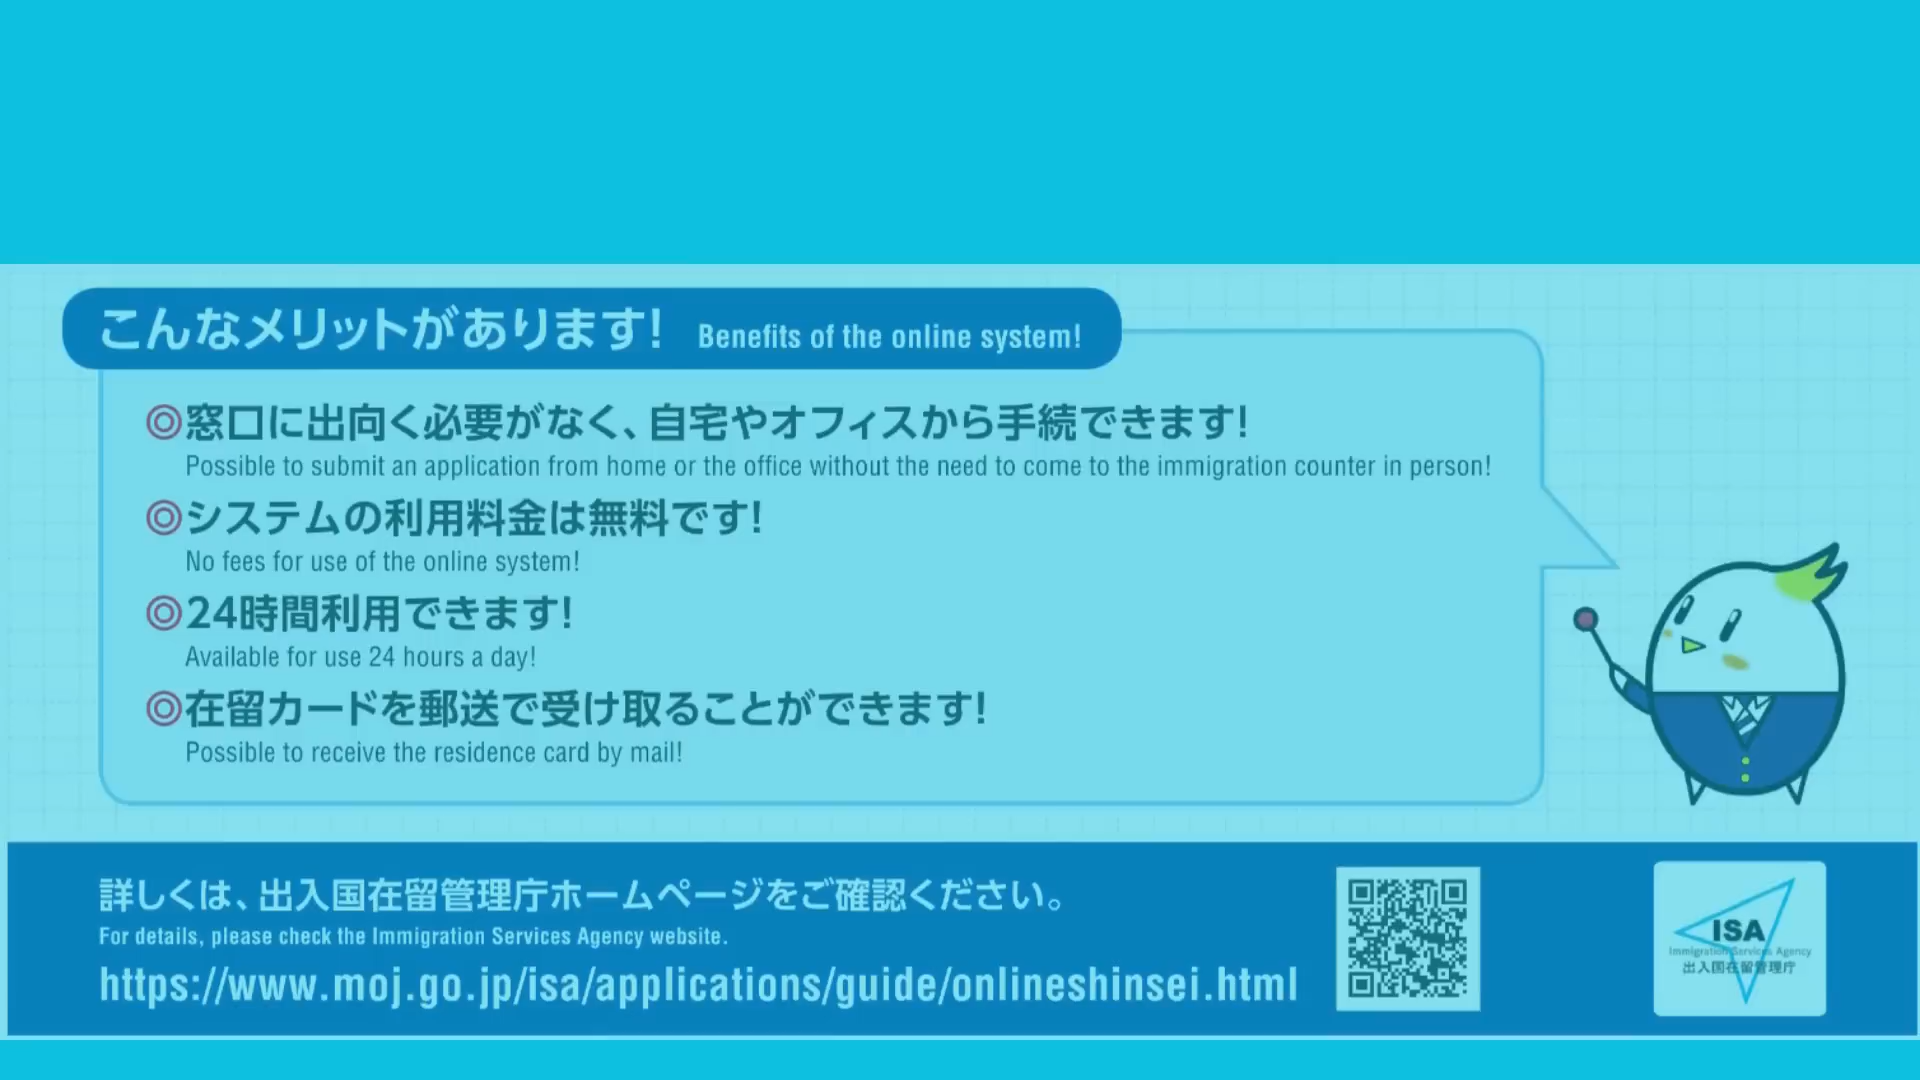 こんなメリットがあります! Benefits of the online system!
◎窓口に出向く必要がなく、自宅やオフィスから手続できます!
Possible to submit an application from home or the office without the need to come to the immigration counter in person!
◎システムの利用料金は無料です!
No fees for use of the online system!
◎24時間利用できます!
Available for use 24 hours a day!
◎在留カードを郵送で受け取ることができます!
Possible to receive the residence card by mail!
詳しくは、出入国在留管理庁ホームページをご確認ください。
For details, please check the Immigration Services Agency website.
https://www.moj.go.jp/isa/applications/guide/onlineshinsei.html
ISA
Immigration Services Agency
出入国在留管理庁